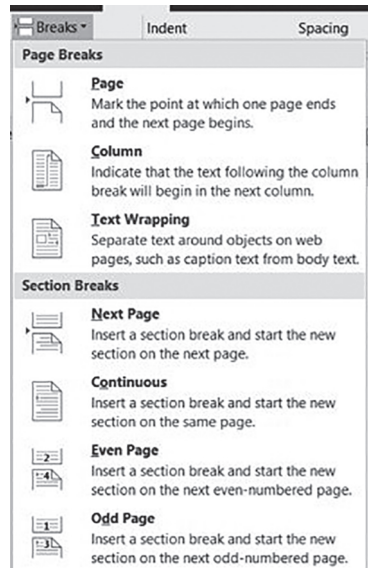 Breaks Indent Spacing
Page Breaks
Page
Mark the point at which one page ends
and the next page begins.
Column
Indicate that the text following the column
break will begin in the next column.
Text Wrapping
Separate text around objects on web
pages, such as caption text from body text.
Section Breaks
Next Page
Insert a section break and start the new
section on the next page.
Continuous
Insert a section break and start the new
section on the same page.
Even Page
2
4
Insert a section break and start the new
section on the next even-numbered page.
Odd Page
1
3
Insert a section break and start the new
section on the next odd-numbered page.